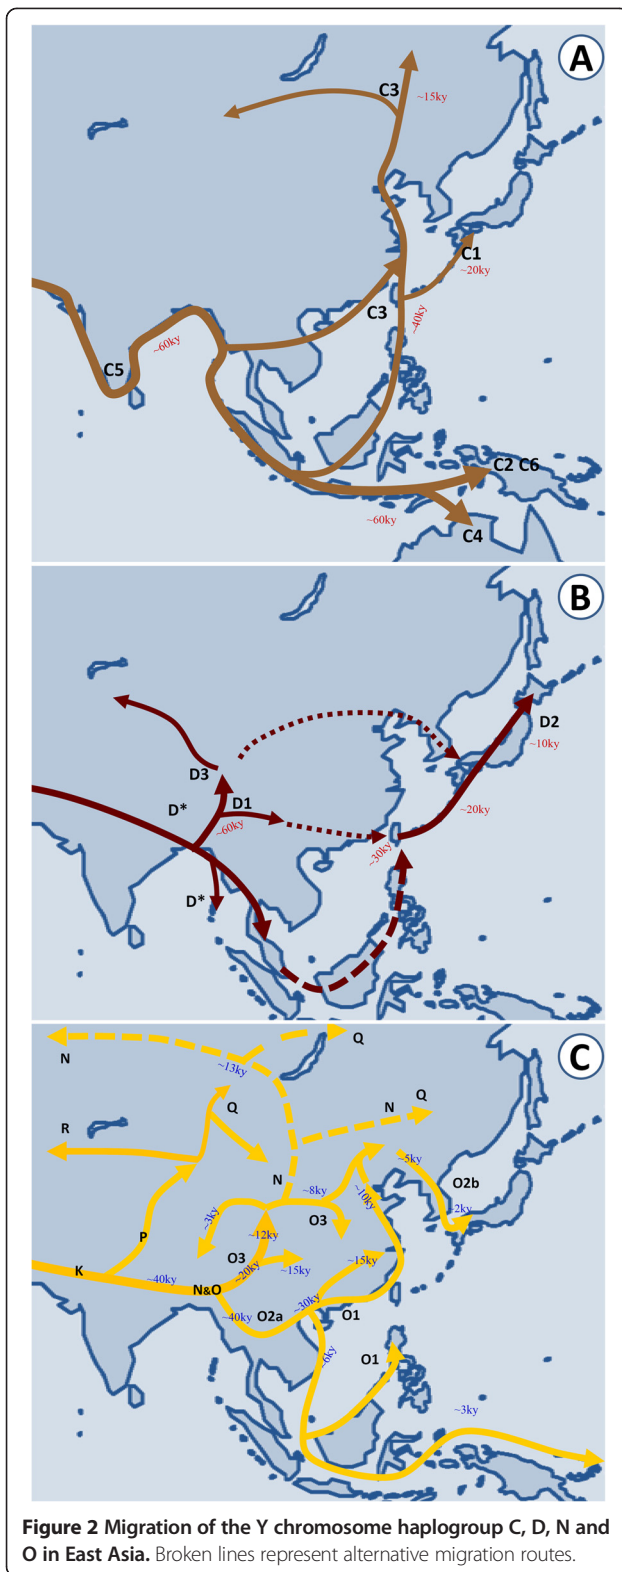 A
C3
~15ky
C1
~20ky
C3
~40ky
~60ky
C5
C2 C6
~60ky
C4
B
D2
~10ky
D3
D*
D1
~60ky
~20ky
~30ky
D*
C
N
Q
~13ky
R
Q
N
Q
N
~5ky
O2b
~8ky
~10ky
~2ky
~3ky
O3
P
~12ky
O3
~15ky
K
~40ky
~20ky
~15ky
N&O
~30ky
~40ky
O2a
O1
~6ky
O1
~3ky
Figure 2 Migration of the Y chromosome haplogroup C, D, N and
O in East Asia. Broken lines represent alternative migration routes.